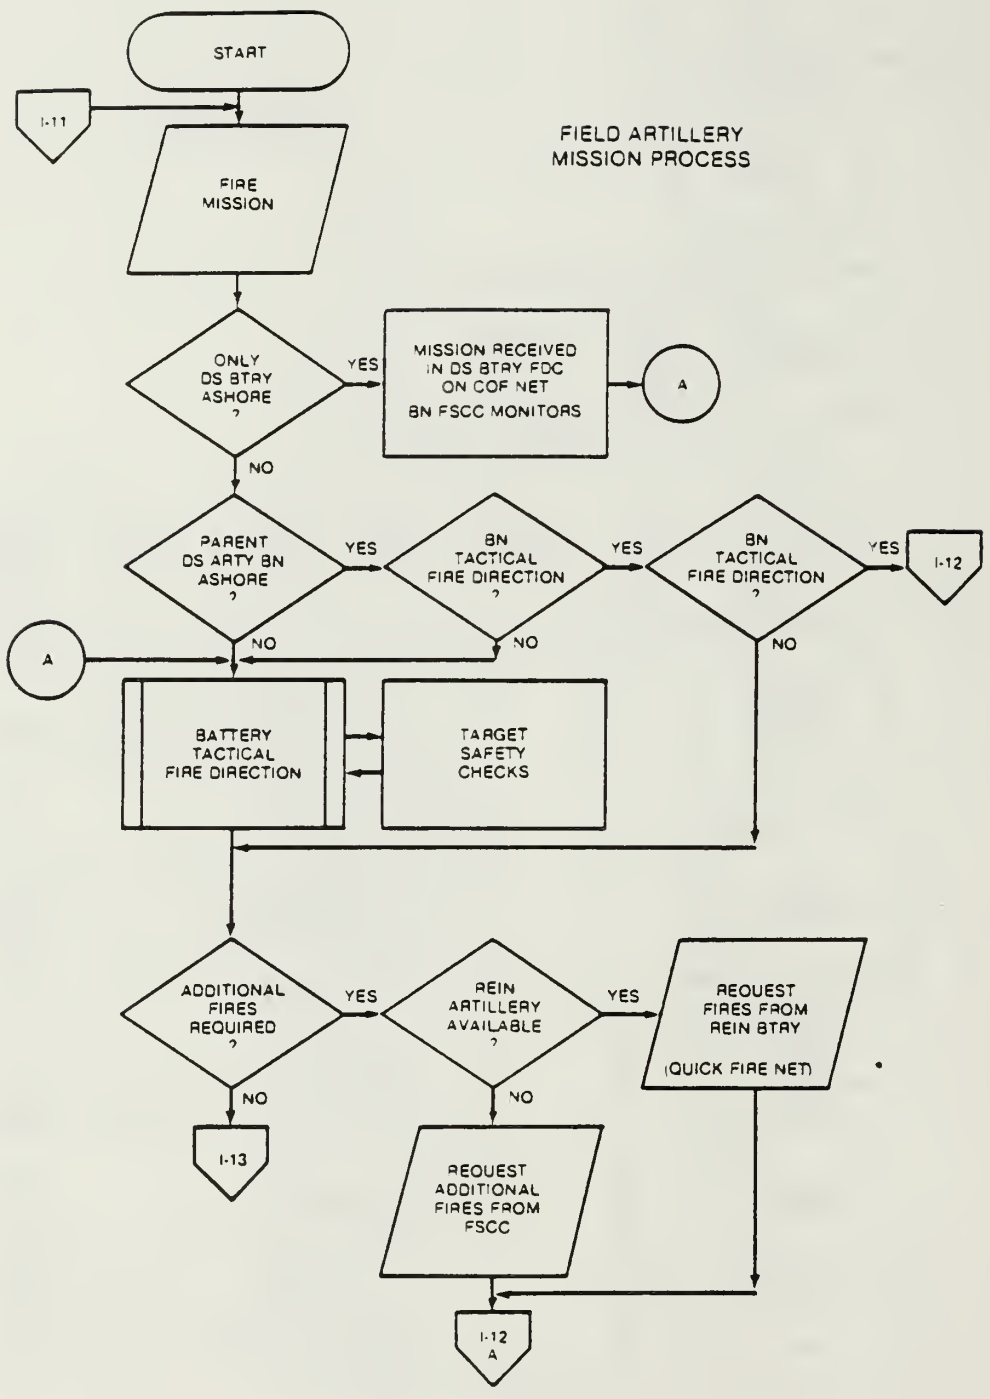 START
I-11
FIELD ARTILLERY
MISSION PROCESS
FIRE
MISSION
ONLY
DS BTRY
ASHORE
?
YES
MISSION RECEIVED
IN DS BTRY FDC
ON COF NET
BN FSCC MONITORS
A
NO
PARENT
DS ARTY BN
ASHORE
?
YES
BN
TACTICAL
FIRE DIRECTION
?
YES
BN
TACTICAL
FIRE DIRECTION
?
YES
I-12
NO
NO
NO
A
BATTERY
TACTICAL
FIRE DIRECTION
TARGET
SAFETY
CHECKS
ADDITIONAL
FIRES
REQUIRED
?
YES
REIN
ARTILLERY
AVAILABLE
?
YES
REQUEST
FIRES FROM
REIN BTRY
(QUICK FIRE NET)
NO
NO
I-13
REQUEST
ADDITIONAL
FIRES FROM
FSCC
I-12
A